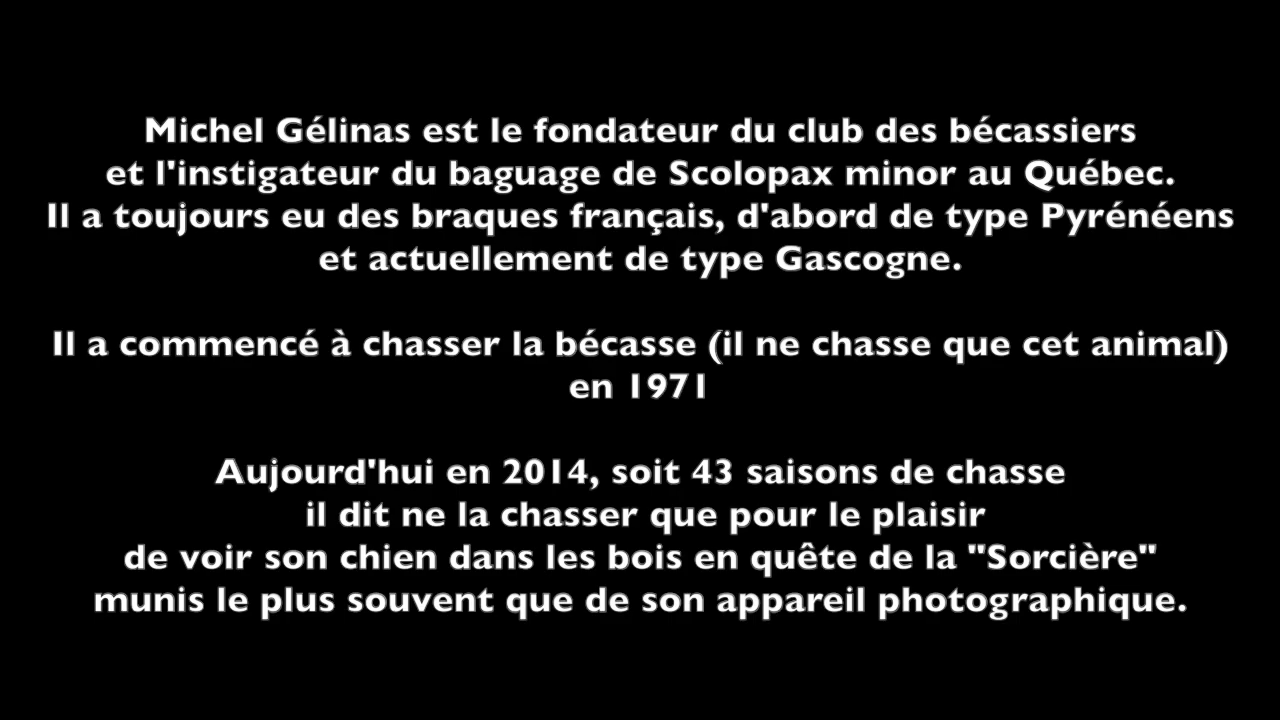 Michel Gélinas est le fondateur du club des bécassiers
et l'instigateur du baguage de Scolopax minor au Québec.
Il a toujours eu des braques français, d'abord de type Pyrénéens
et actuellement de type Gascogne.
Il a commencé à chasser la bécasse (il ne chasse que cet animal)
en 1971
Aujourd'hui en 2014, soit 43 saisons de chasse
il dit ne la chasser que pour le plaisir
de voir son chien dans les bois en quête de la "Sorcière"
munis le plus souvent que de son appareil photographique.